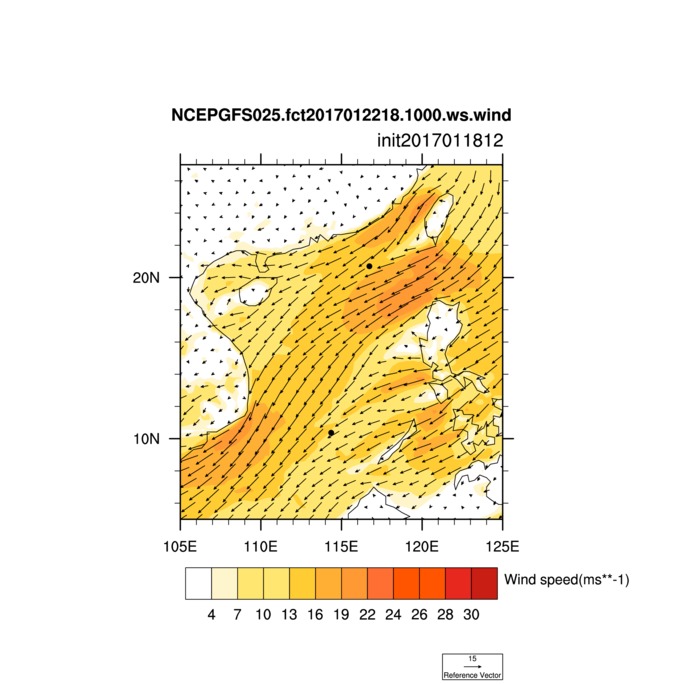 NCEPGFS025.fct2017012218.1000.ws.wind
init2017011812
20N
10N
105E 110E 115E 120E 125E
Wind speed(ms**-1)
4 7 10 13 16 19 22 24 26 28 30
15
Reference Vector